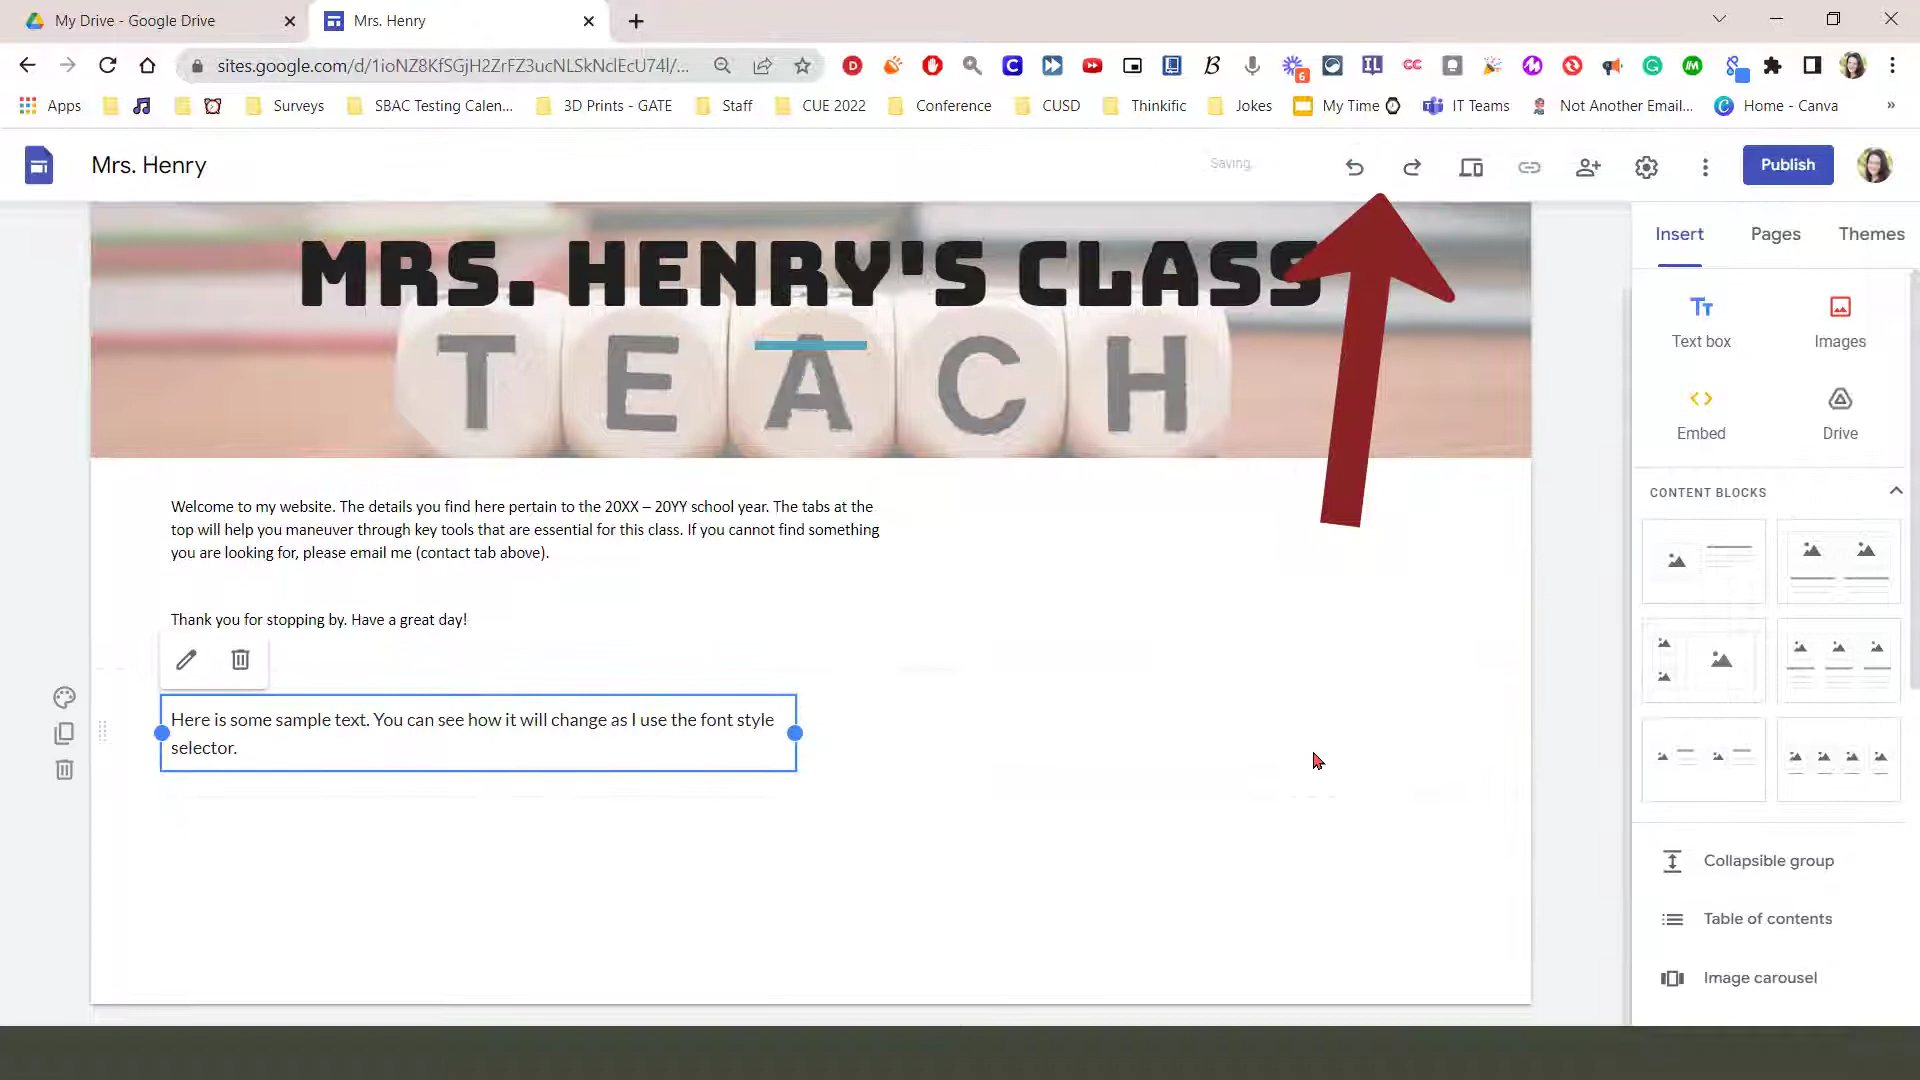 My Drive - Google Drive
Mrs. Henry
sites.google.com/d/1ioNZ8KfSGjH2ZrFZ3ucNLSkNclEcU74l/...
Apps
Surveys
SBAC Testing Calen...
3D Prints - GATE
Staff
CUE 2022
Conference
CUSD
Thinkific
Jokes
My Time
IT Teams
Not Another Email...
Home - Canva
»
Mrs. Henry
Saving.
Publish
Insert
Pages
Themes
MRS. HENRY'S CLASS
TEACH
Text box
Images
Embed
Drive
CONTENT BLOCKS
Welcome to my website. The details you find here pertain to the 20XX – 20YY school year. The tabs at the
top will help you maneuver through key tools that are essential for this class. If you cannot find something
you are looking for, please email me (contact tab above).
Thank you for stopping by. Have a great day!
Here is some sample text. You can see how it will change as I use the font style
selector.
Collapsible group
Table of contents
Image carousel